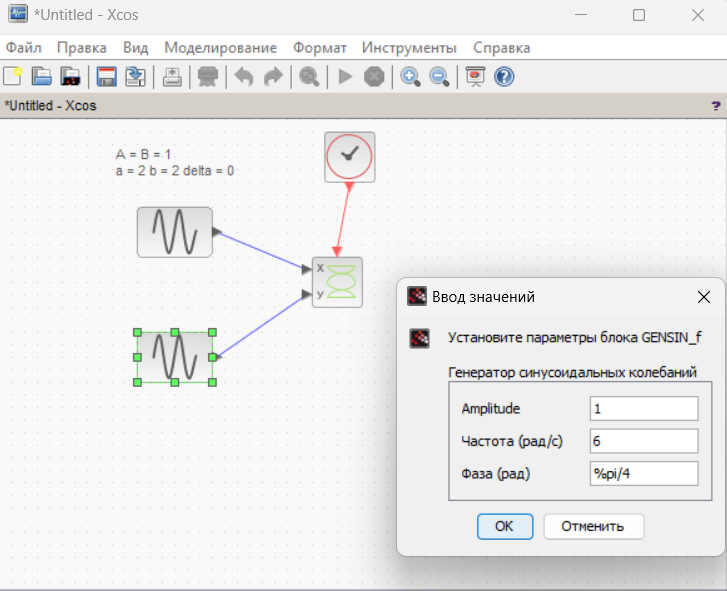 *Untitled - Xcos
Файл Правка Вид Моделирование Формат Инструменты Справка
*Untitled - Xcos ?
A = B = 1
a = 2 b = 2 delta = 0
X
y
Ввод значений
Установите параметры блока GENSIN_f
Генератор синусоидальных колебаний
Amplitude 1
Частота (рад/с) 6
Фаза (рад) %pi/4
OK Отменить